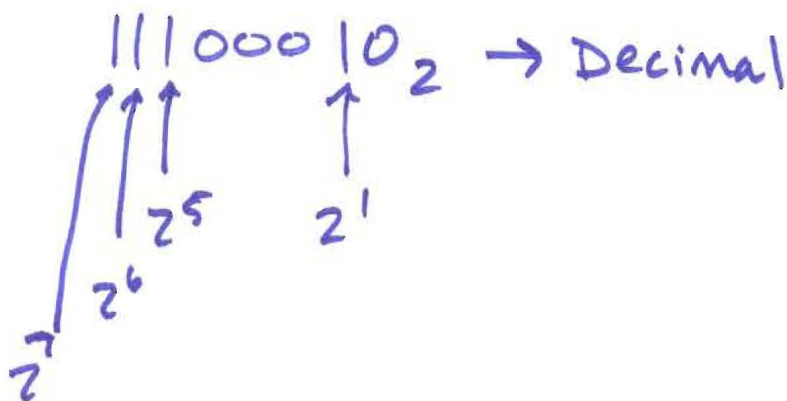 11100010₂ → Decimal
2⁵ 2¹
2⁶
2⁷